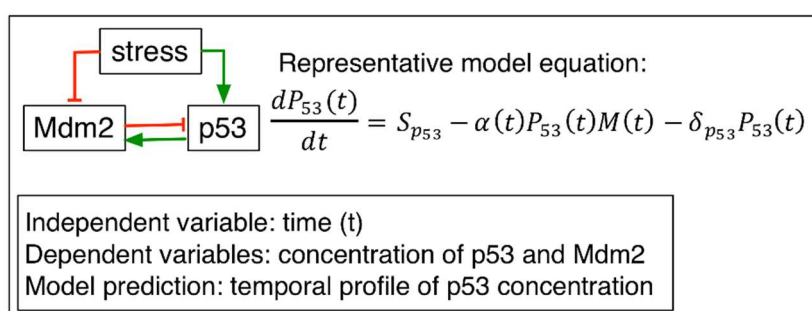 stress
Representative model equation:
Mdm2
p53
dP₅₃(t)/dt = Sₚ₅₃ − α(t)P₅₃(t)M(t) − δₚ₅₃P₅₃(t)
Independent variable: time (t)
Dependent variables: concentration of p53 and Mdm2
Model prediction: temporal profile of p53 concentration